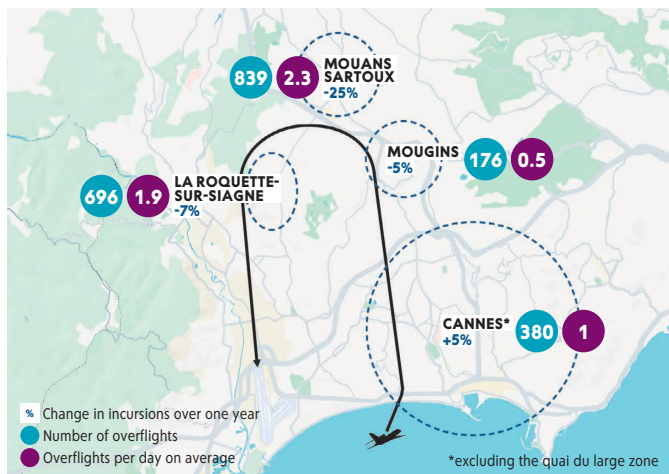 839 2.3 MOUANS
SARTOUX
-25%
MOUGINS 176 0.5
-5%
696 1.9 LA ROQUETTE-
SUR-SIAGNE
-7%
CANNES* 380 1
+5%
% Change in incursions over one year
Number of overflights
Overflights per day on average
*excluding the quai du large zone